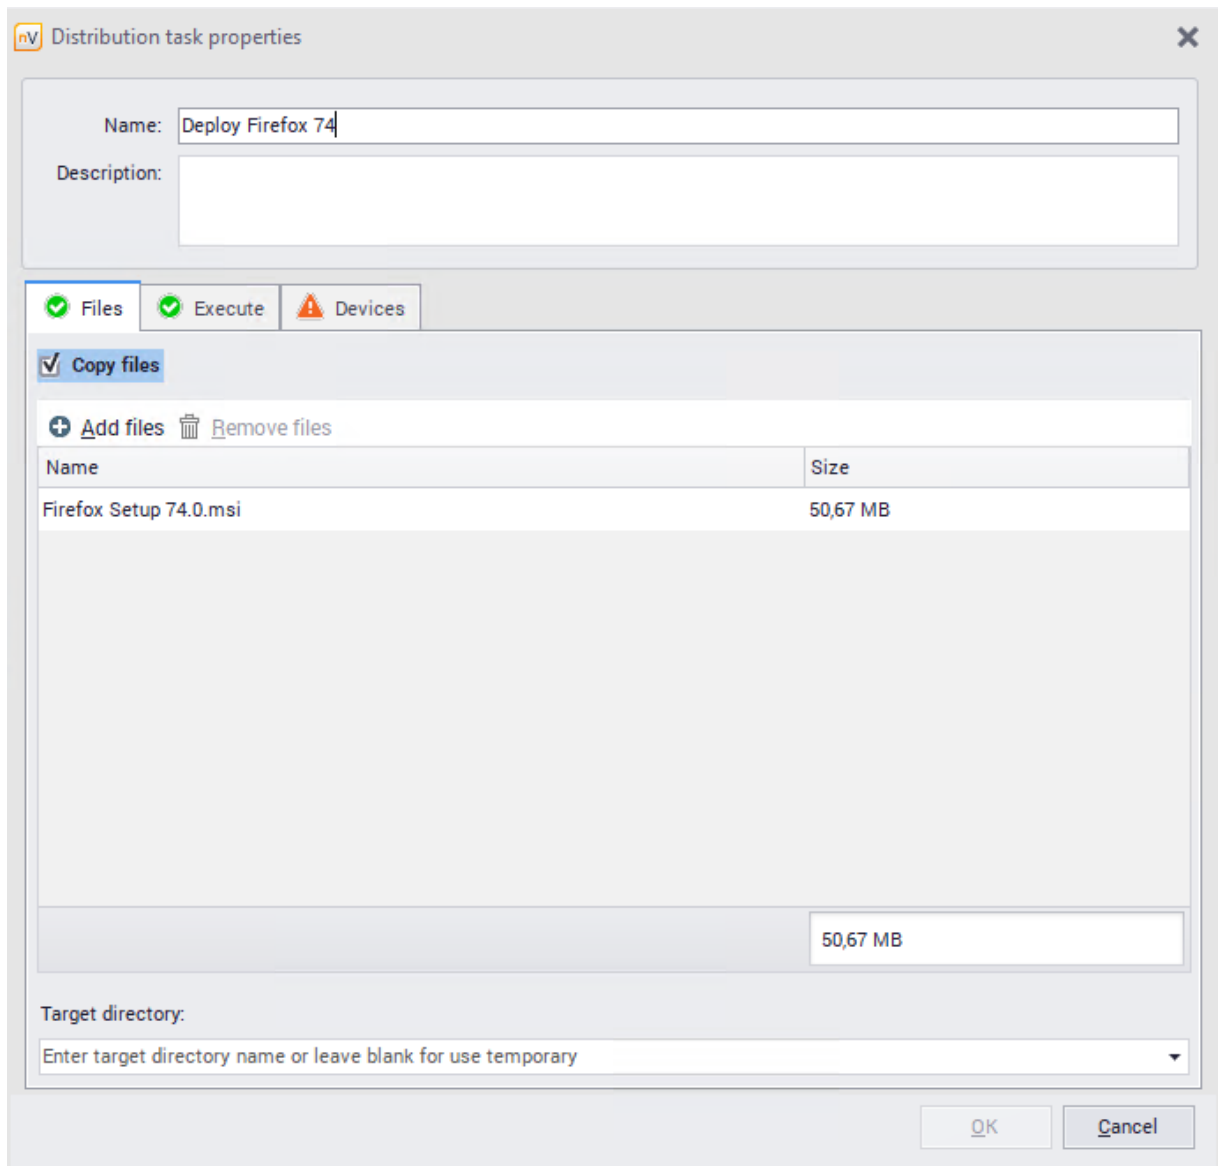 nV Distribution task properties
Name: Deploy Firefox 74
Description:
Files Execute Devices
Copy files
Add files Remove files
Name Size
Firefox Setup 74.0.msi 50,67 MB
50,67 MB
Target directory:
Enter target directory name or leave blank for use temporary
OK Cancel